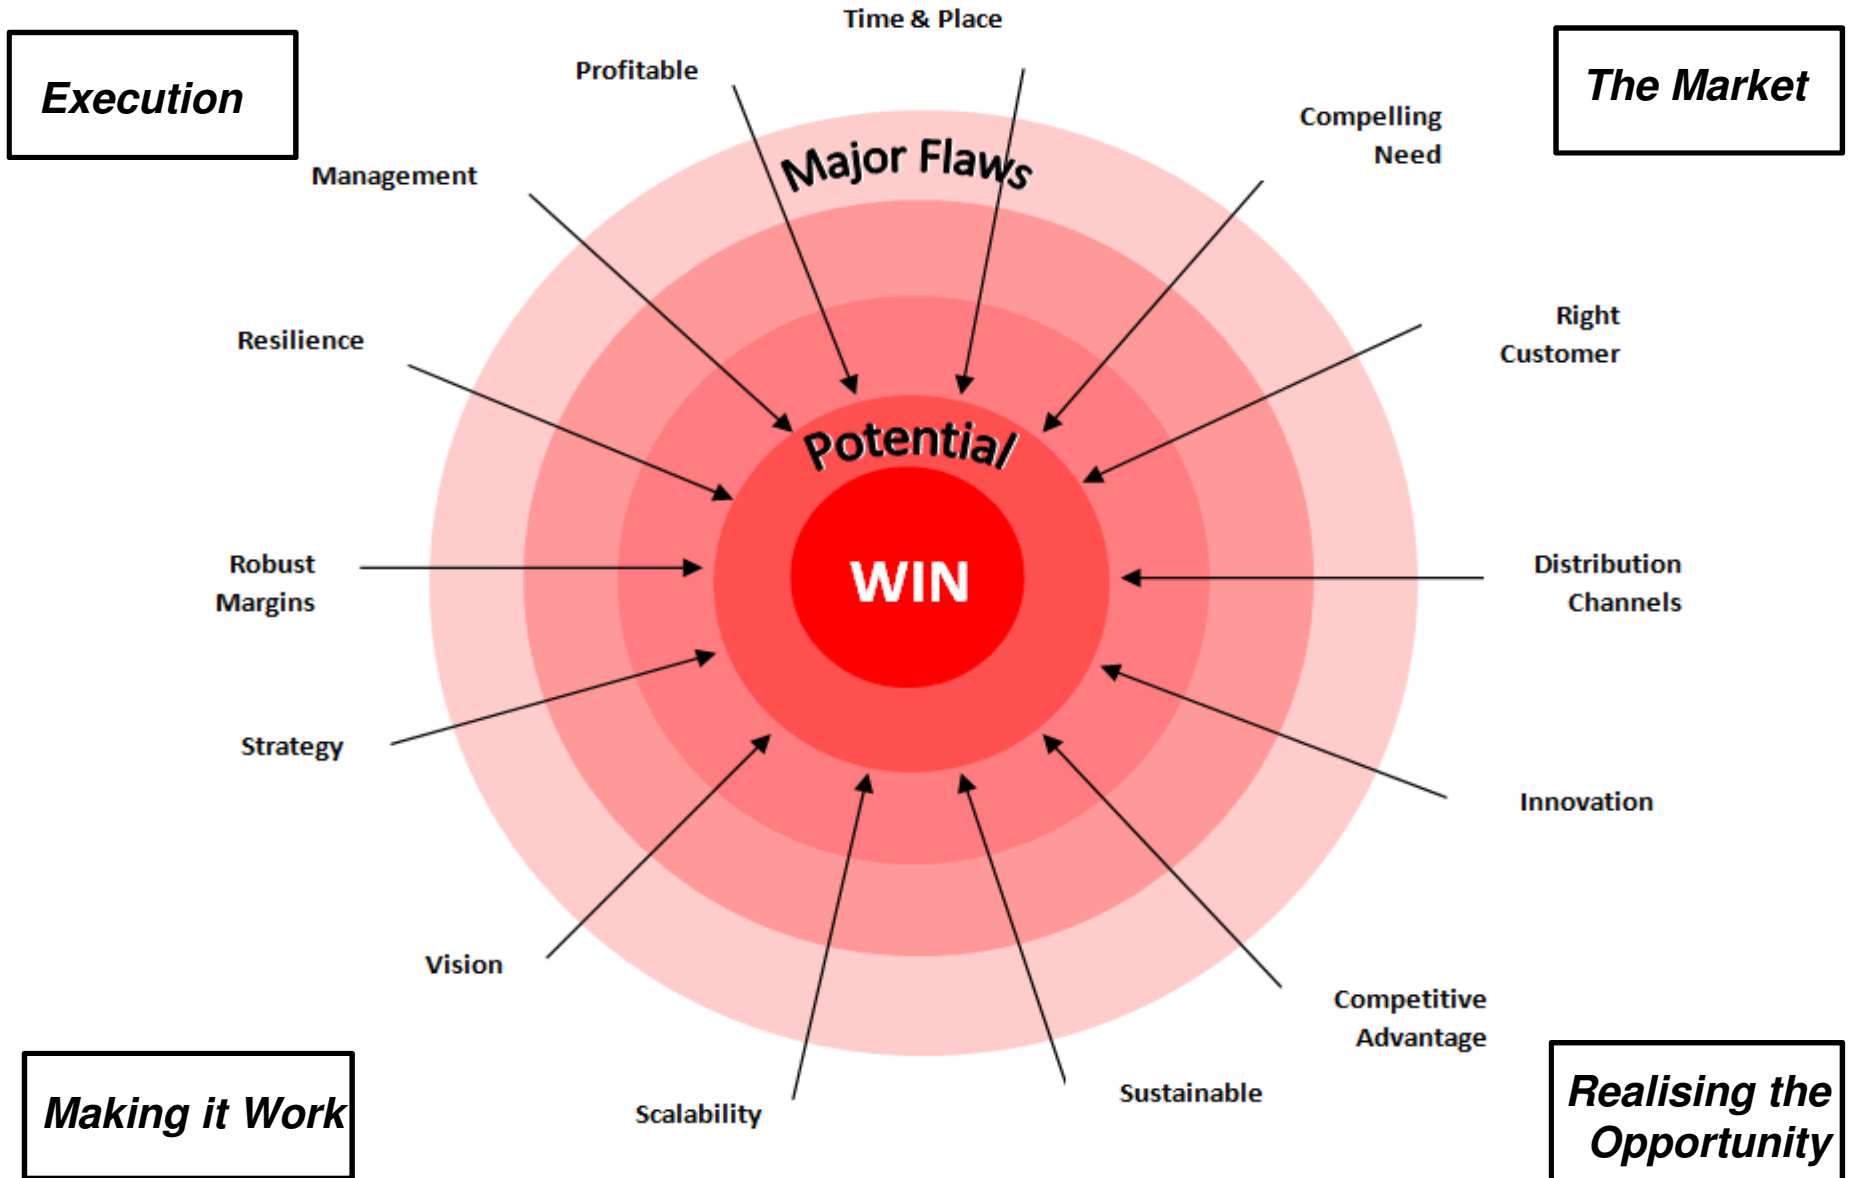 Time & Place
Execution
Profitable
The Market
Compelling
Need
Major Flaws
Management
Right
Customer
Resilience
Potential
WIN
Robust
Margins
Distribution
Channels
Strategy
Innovation
Vision
Competitive
Advantage
Scalability
Sustainable
Making it Work
Realising the
Opportunity